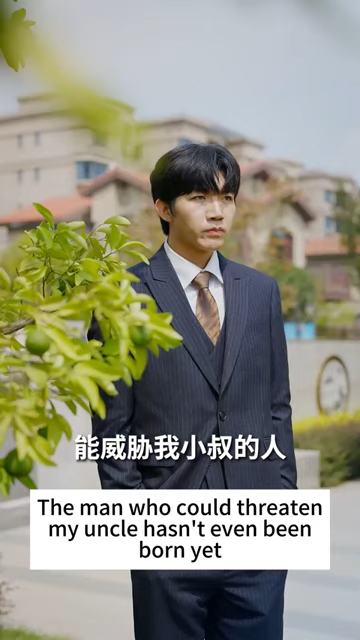 能威胁我小叔的人
The man who could threaten
my uncle hasn't even been
born yet